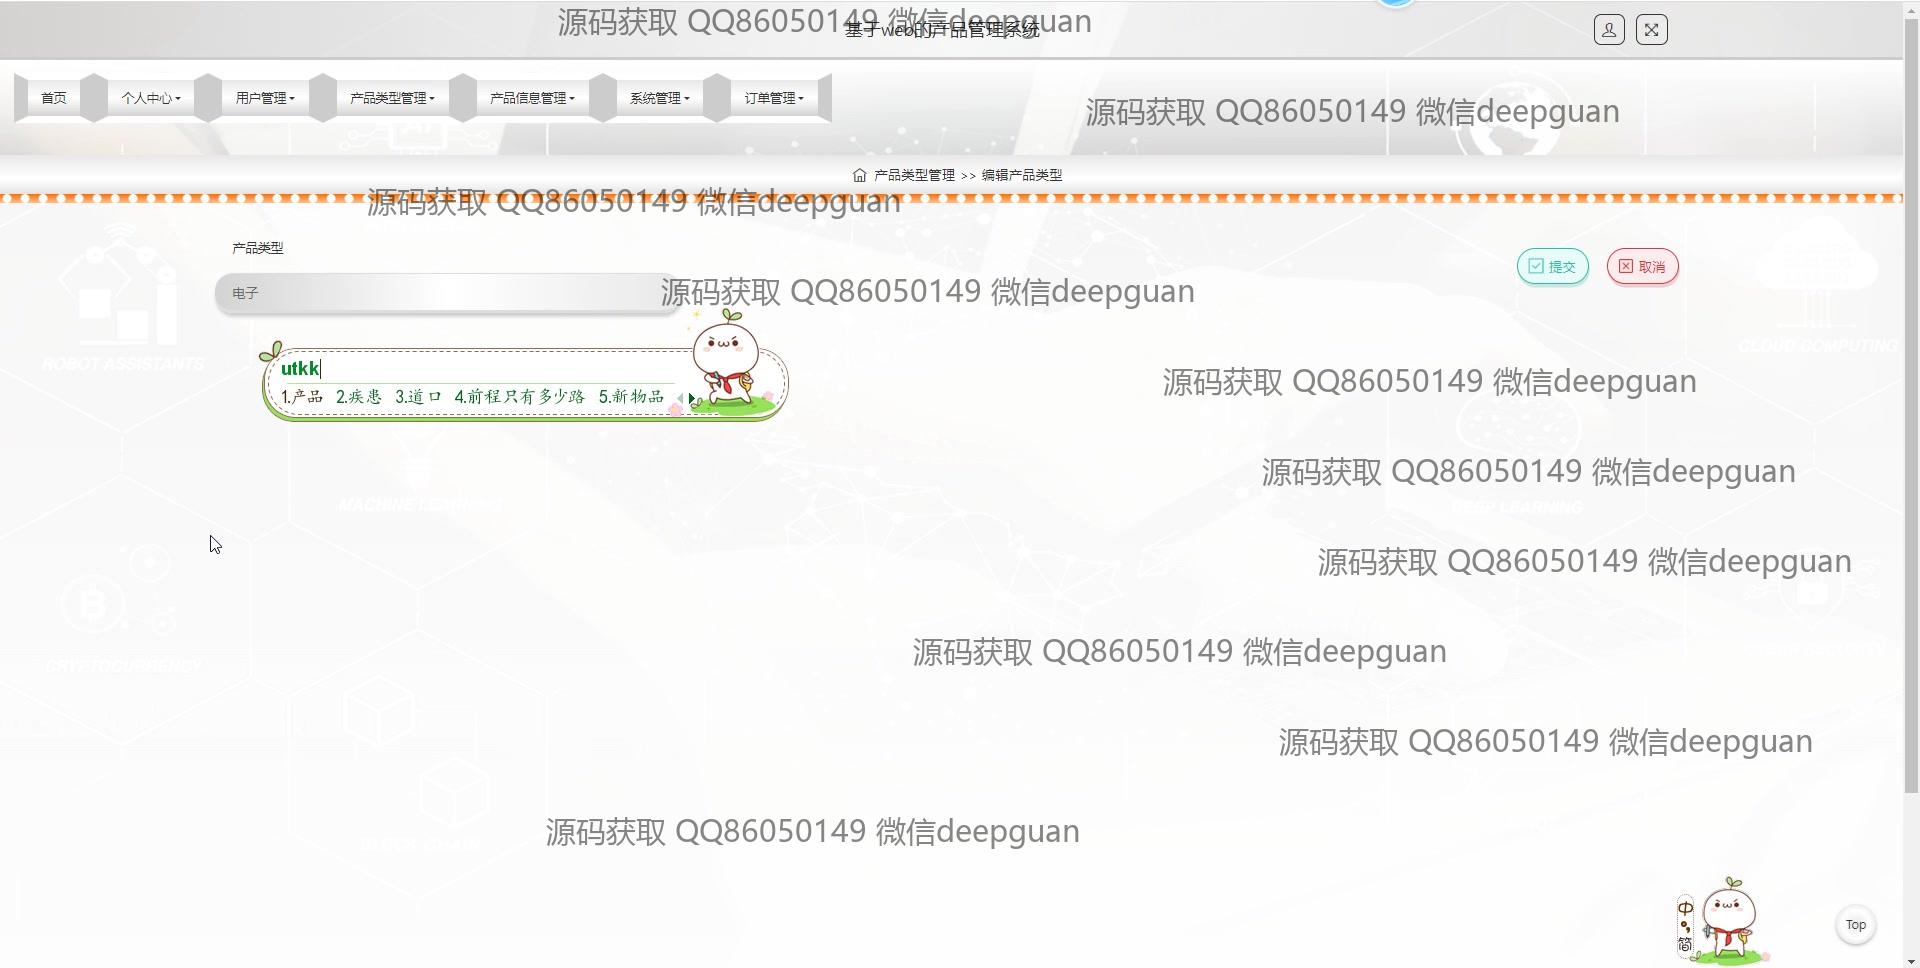 源码获取 QQ86050149 微信deepguan
基于web的产品管理系统
首页 个人中心 用户管理 产品类型管理 产品信息管理 系统管理 订单管理
源码获取 QQ86050149 微信deepguan
产品类型管理 >> 编辑产品类型
源码获取 QQ86050149 微信deepguan
产品类型
提交 取消
电子
源码获取 QQ86050149 微信deepguan
ROBOT ASSISTANTS
CLOUD COMPUTING
utkk
1.产品 2.疾患 3.道口 4.前程只有多少路 5.新物品
源码获取 QQ86050149 微信deepguan
源码获取 QQ86050149 微信deepguan
MACHINE LEARNING
DEEP LEARNING
源码获取 QQ86050149 微信deepguan
源码获取 QQ86050149 微信deepguan
CRYPTOCURRENCY
源码获取 QQ86050149 微信deepguan
源码获取 QQ86050149 微信deepguan
BLOCK CHAIN
中
简
Top